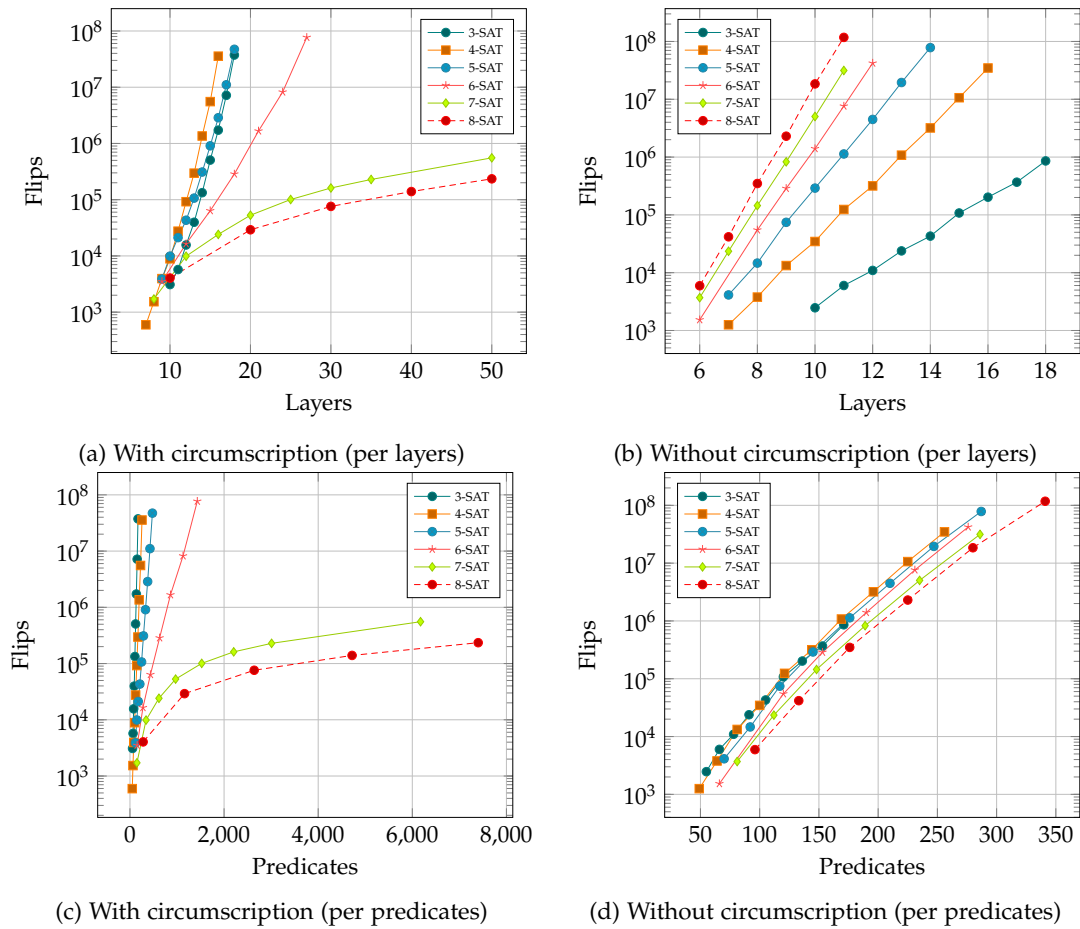 10^8
10^7
10^6
10^5
10^4
10^3
Flips
3-SAT
4-SAT
5-SAT
6-SAT
7-SAT
8-SAT
10 20 30 40 50
Layers
(a) With circumscription (per layers)
10^8
10^7
10^6
10^5
10^4
10^3
Flips
3-SAT
4-SAT
5-SAT
6-SAT
7-SAT
8-SAT
6 8 10 12 14 16 18
Layers
(b) Without circumscription (per layers)
10^8
10^7
10^6
10^5
10^4
10^3
Flips
3-SAT
4-SAT
5-SAT
6-SAT
7-SAT
8-SAT
0 2,000 4,000 6,000 8,000
Predicates
(c) With circumscription (per predicates)
10^8
10^7
10^6
10^5
10^4
10^3
Flips
3-SAT
4-SAT
5-SAT
6-SAT
7-SAT
8-SAT
50 100 150 200 250 300 350
Predicates
(d) Without circumscription (per predicates)